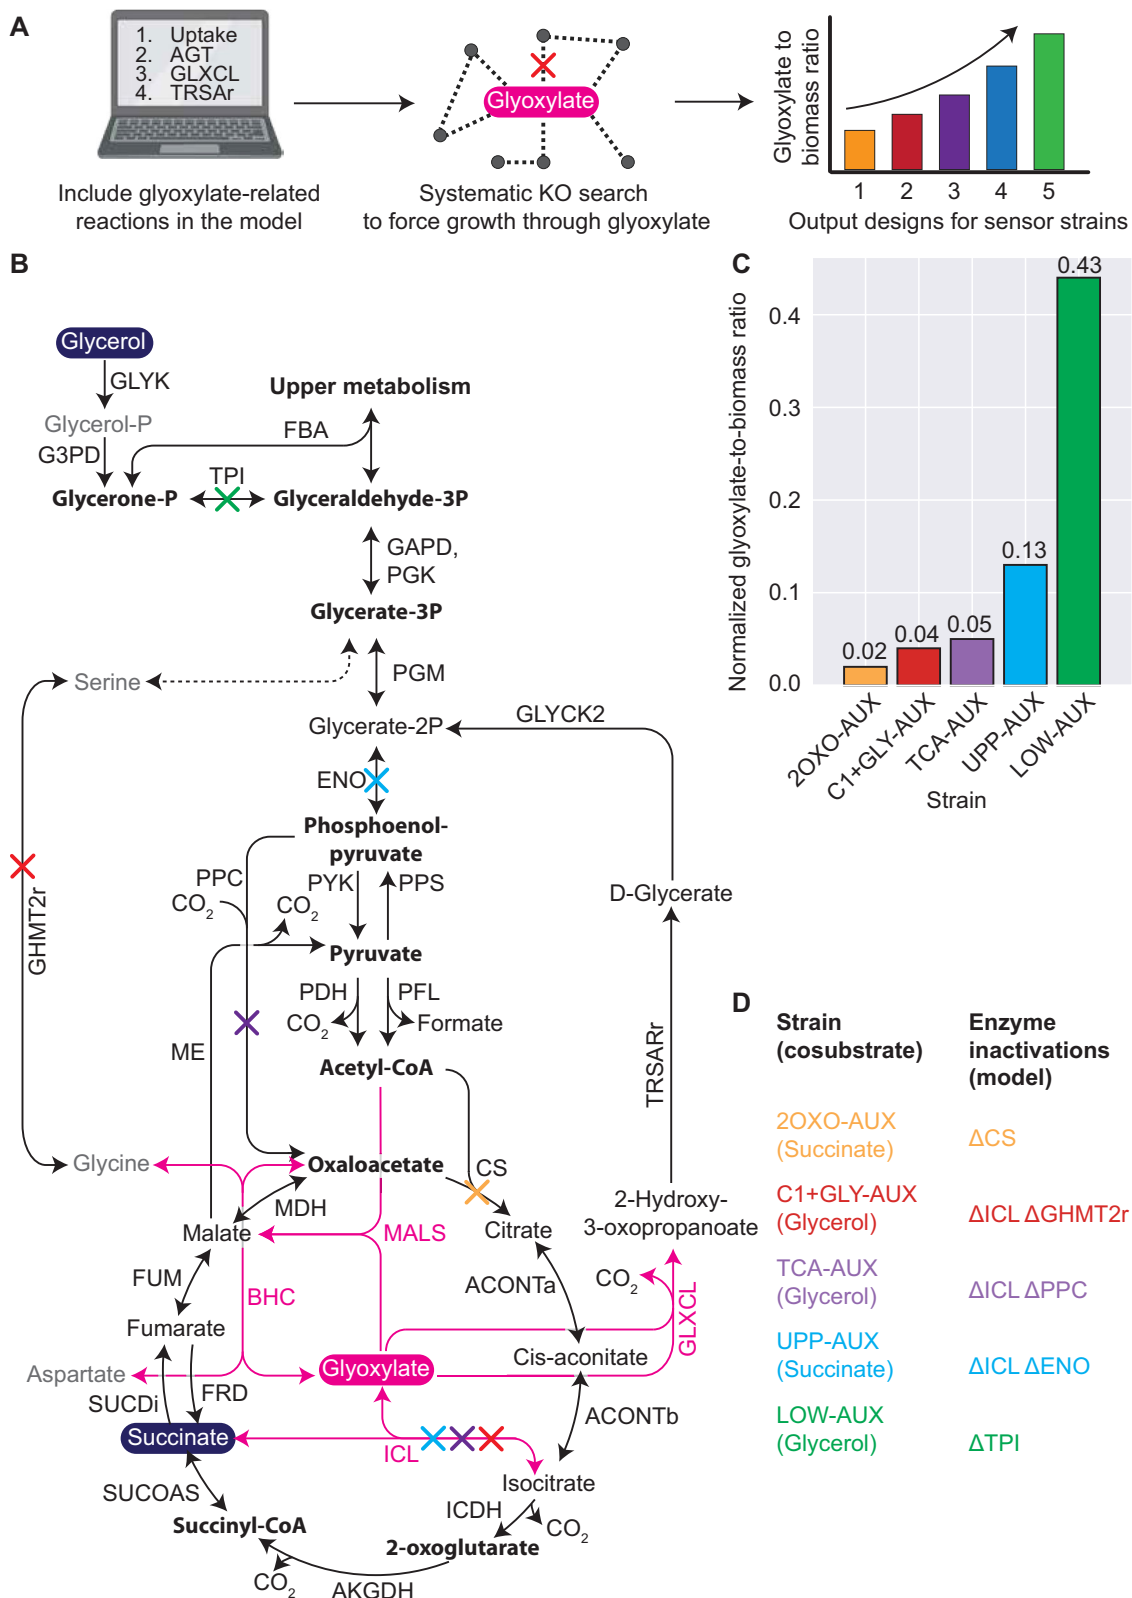 A
1. Uptake
2. AGT
3. GLXCL
4. TRSAr
Include glyoxylate-related
reactions in the model
Glyoxylate
Systematic KO search
to force growth through glyoxylate
Glyoxylate to
biomass ratio
1 2 3 4 5
Output designs for sensor strains
B
Glycerol
GLYK
Glycerol-P
G3PD
Glycerone-P
Upper metabolism
FBA
TPI
Glyceraldehyde-3P
GAPD,
PGK
Glycerate-3P
Serine
PGM
Glycerate-2P
GLYCK2
ENO
Phosphoenol-
pyruvate
PPC
CO2
CO2
PYK
PPS
Pyruvate
D-Glycerate
GHMT2r
PDH
PFL
CO2
Formate
ME
Acetyl-CoA
TRSARr
Glycine
Oxaloacetate
CS
MDH
Malate
MALS
Citrate
2-Hydroxy-
3-oxopropanoate
FUM
BHC
ACONTa
CO2
GLXCL
Fumarate
Aspartate
Glyoxylate
Cis-aconitate
SUCDi
FRD
ACONTb
Succinate
ICL
Isocitrate
SUCOAS
ICDH
CO2
Succinyl-CoA
2-oxoglutarate
CO2
AKGDH
C
Normalized glyoxylate-to-biomass ratio
0.4
0.3
0.2
0.1
0.0
0.02
0.04
0.05
0.13
0.43
2OXO-AUX
C1+GLY-AUX
TCA-AUX
UPP-AUX
LOW-AUX
Strain
D
Strain
(cosubstrate)
Enzyme
inactivations
(model)
2OXO-AUX
(Succinate)
ΔCS
C1+GLY-AUX
(Glycerol)
ΔICL ΔGHMT2r
TCA-AUX
(Glycerol)
ΔICL ΔPPC
UPP-AUX
(Succinate)
ΔICL ΔENO
LOW-AUX
(Glycerol)
ΔTPI